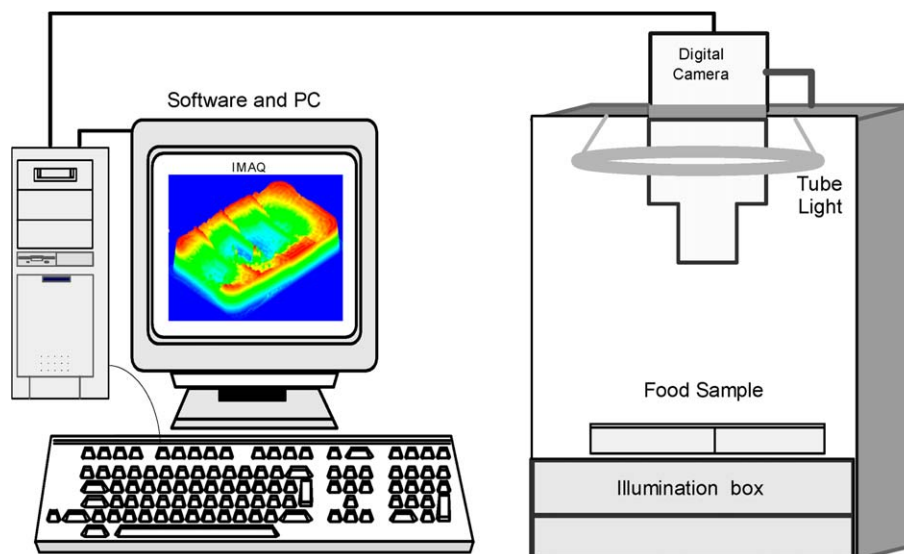 Digital
Camera
Software and PC
IMAQ
Tube
Light
Food Sample
Illumination box